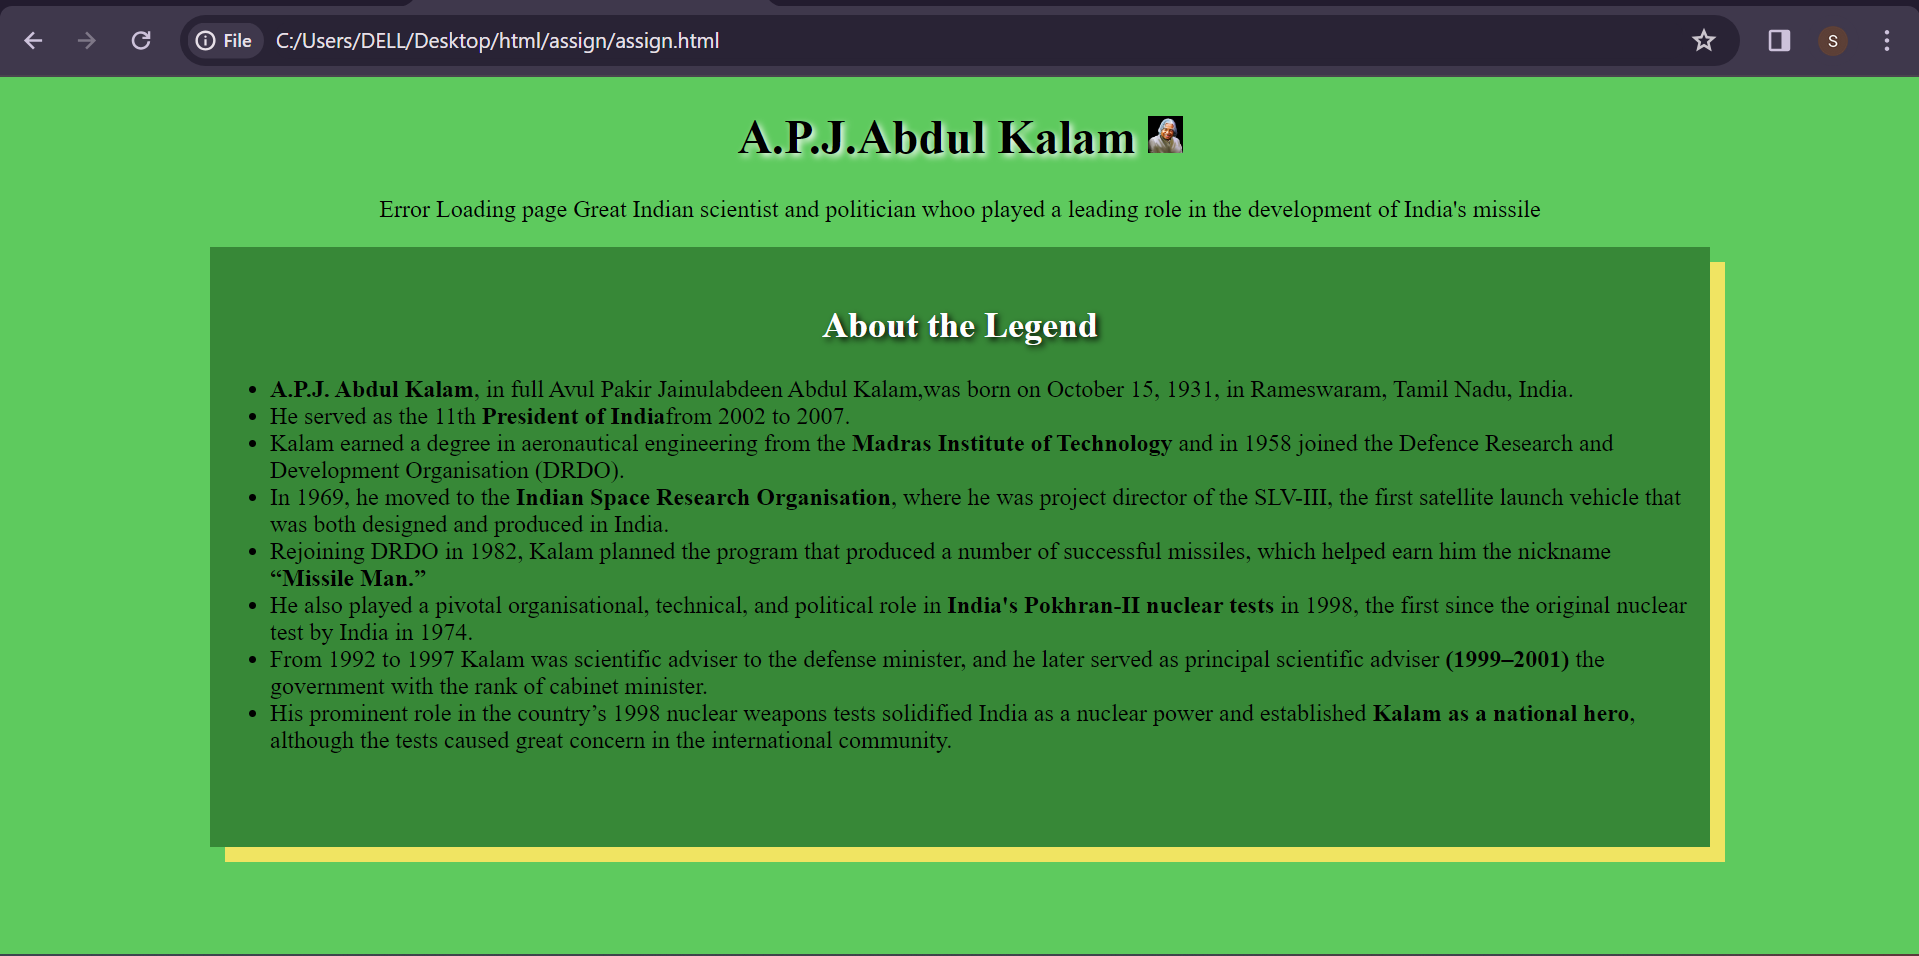 File C:/Users/DELL/Desktop/html/assign/assign.html S
A.P.J.Abdul Kalam
Error Loading page Great Indian scientist and politician whoo played a leading role in the development of India's missile
About the Legend
A.P.J. Abdul Kalam, in full Avul Pakir Jainulabdeen Abdul Kalam,was born on October 15, 1931, in Rameswaram, Tamil Nadu, India.
He served as the 11th President of Indiafrom 2002 to 2007.
Kalam earned a degree in aeronautical engineering from the Madras Institute of Technology and in 1958 joined the Defence Research and
Development Organisation (DRDO).
In 1969, he moved to the Indian Space Research Organisation, where he was project director of the SLV-III, the first satellite launch vehicle that
was both designed and produced in India.
Rejoining DRDO in 1982, Kalam planned the program that produced a number of successful missiles, which helped earn him the nickname
“Missile Man.”
He also played a pivotal organisational, technical, and political role in India's Pokhran-II nuclear tests in 1998, the first since the original nuclear
test by India in 1974.
From 1992 to 1997 Kalam was scientific adviser to the defense minister, and he later served as principal scientific adviser (1999–2001) the
government with the rank of cabinet minister.
His prominent role in the country’s 1998 nuclear weapons tests solidified India as a nuclear power and established Kalam as a national hero,
although the tests caused great concern in the international community.